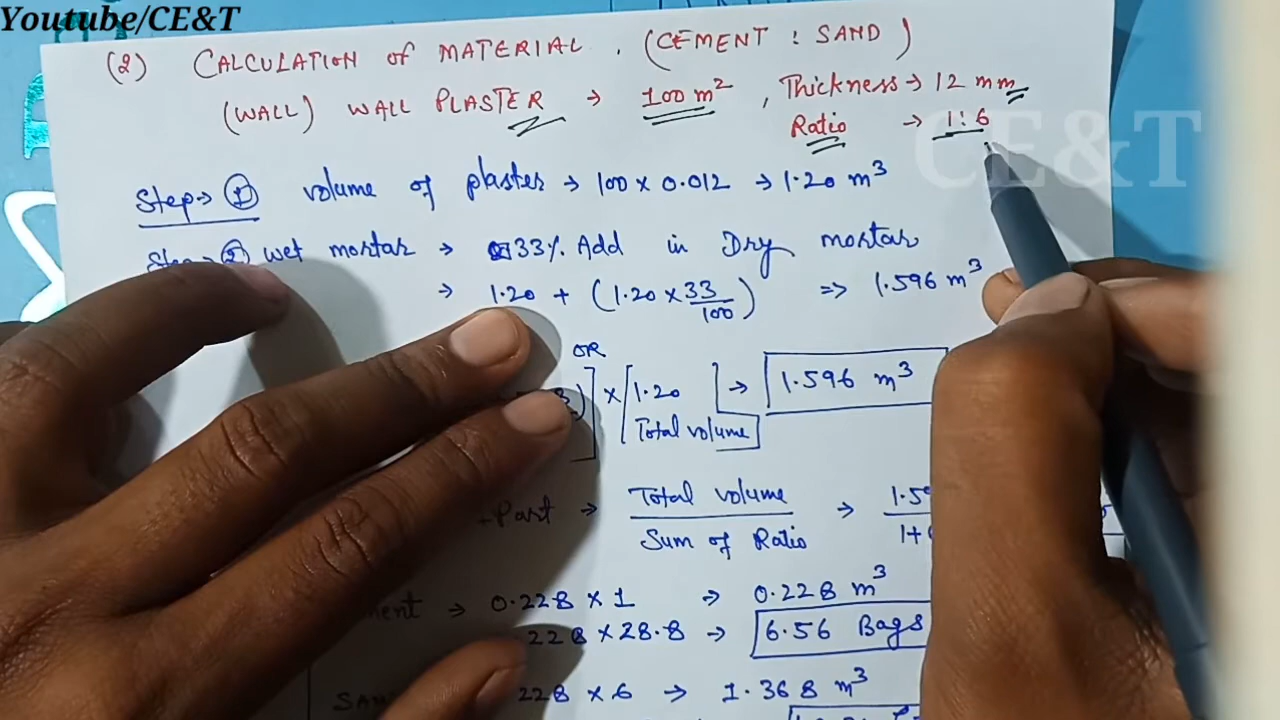 Youtube/CE&T
(2) CALCULATION of MATERIAL. (CEMENT : SAND)
(WALL) WALL PLASTER → 100 m², Thickness → 12 mm
Ratio → 1:6
CE&T
Step→ ① volume of plaster → 100 × 0.012 → 1.20 m³
Step→ ② wet mortar → 33% Add in Dry mortar
→ 1.20 + (1.20 × 33/100) ⇒ 1.596 m³
OR
] × [1.20 ] → 1.596 m³
Total volume
Part → Total volume / Sum of Ratio →
→ 0.228 × 1 → 0.228 m³
× 28.8 → 6.56 Bags
× 6 → 1.368 m³